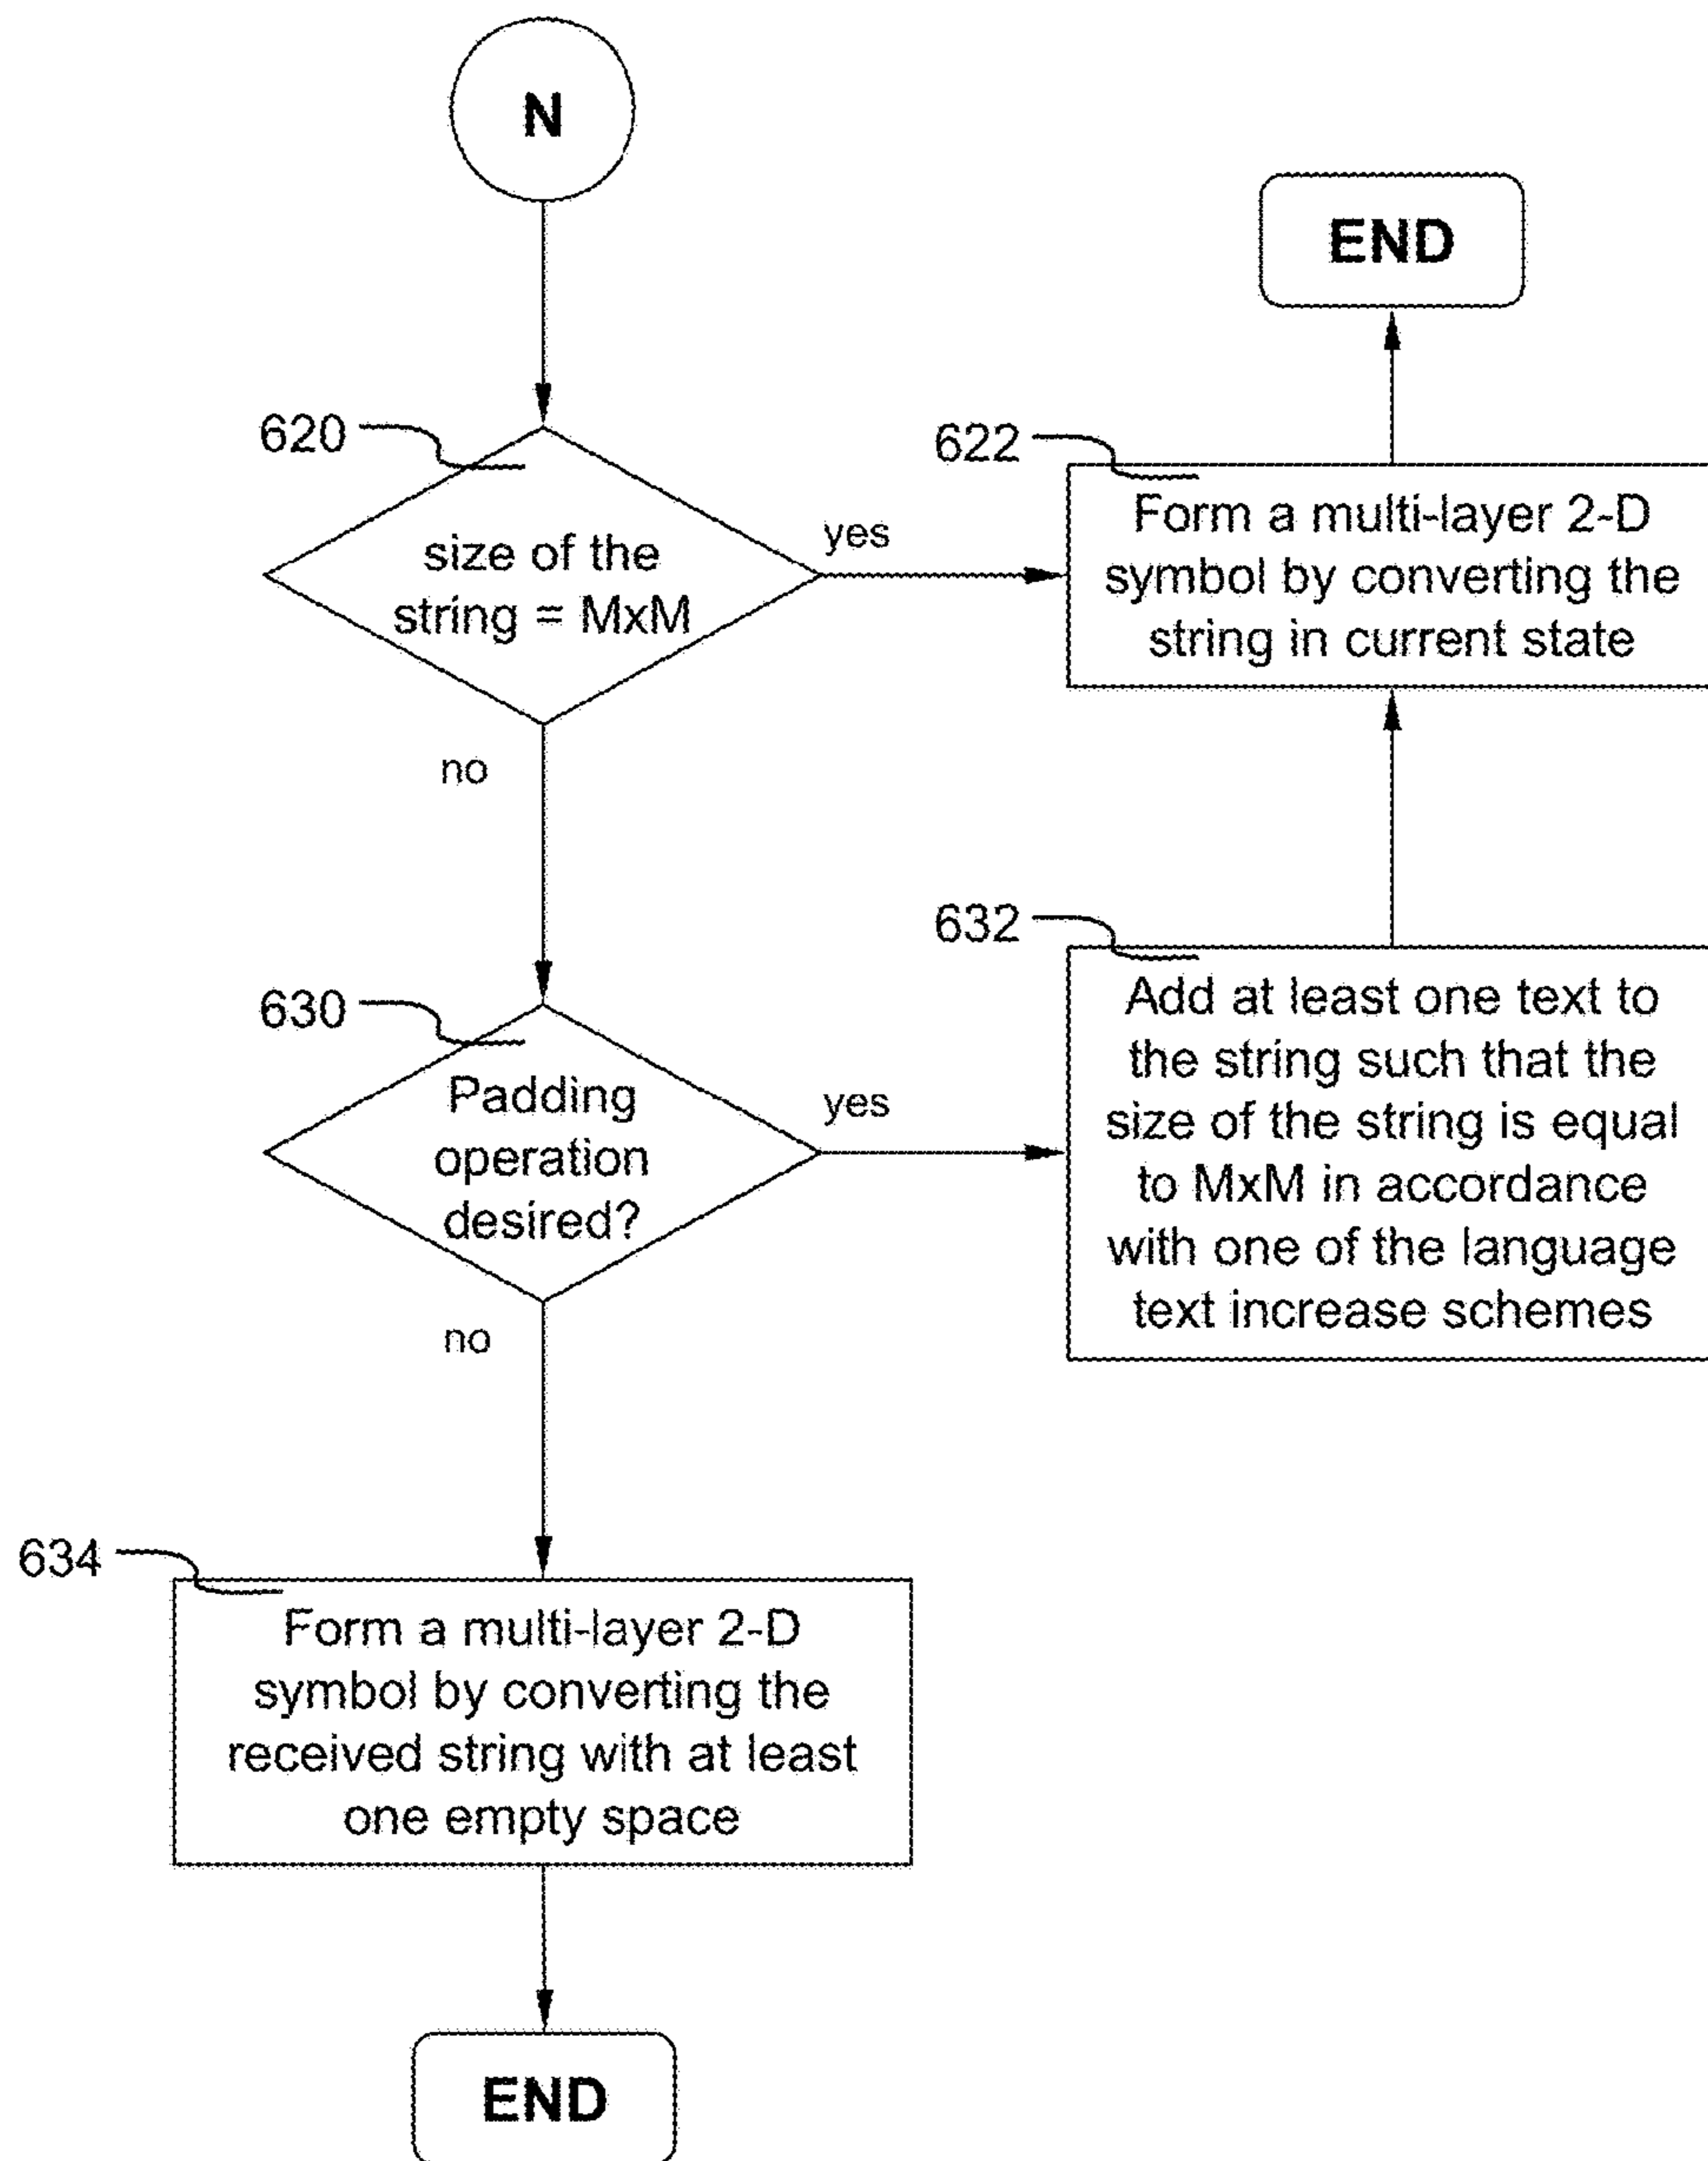 N
END
620
size of the
string = MxM
yes
622
Form a multi-layer 2-D
symbol by converting the
string in current state
no
630
Padding
operation
desired?
yes
632
Add at least one text to
the string such that the
size of the string is equal
to MxM in accordance
with one of the language
text increase schemes
no
634
Form a multi-layer 2-D
symbol by converting the
received string with at least
one empty space
END